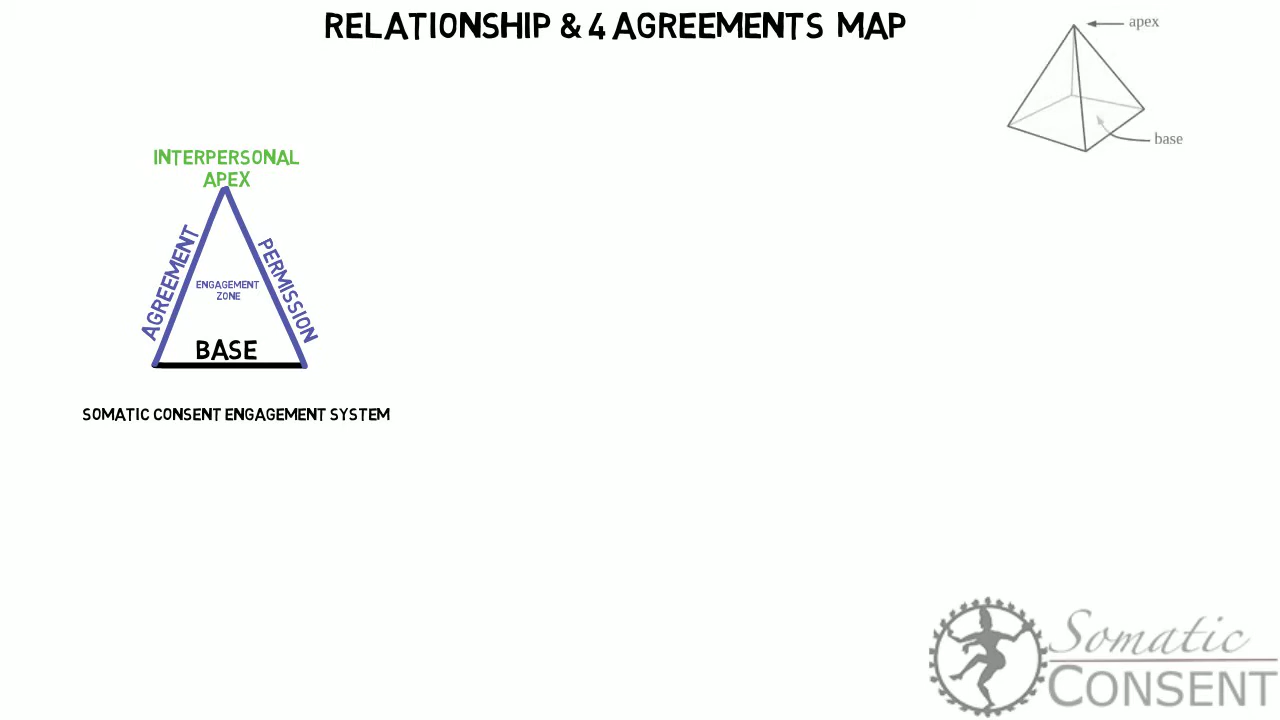 RELATIONSHIP & 4 AGREEMENTS MAP
apex
base
INTERPERSONAL
APEX
AGREEMENT
PERMISSION
ENGAGEMENT
ZONE
BASE
SOMATIC CONSENT ENGAGEMENT SYSTEM
Somatic
CONSENT